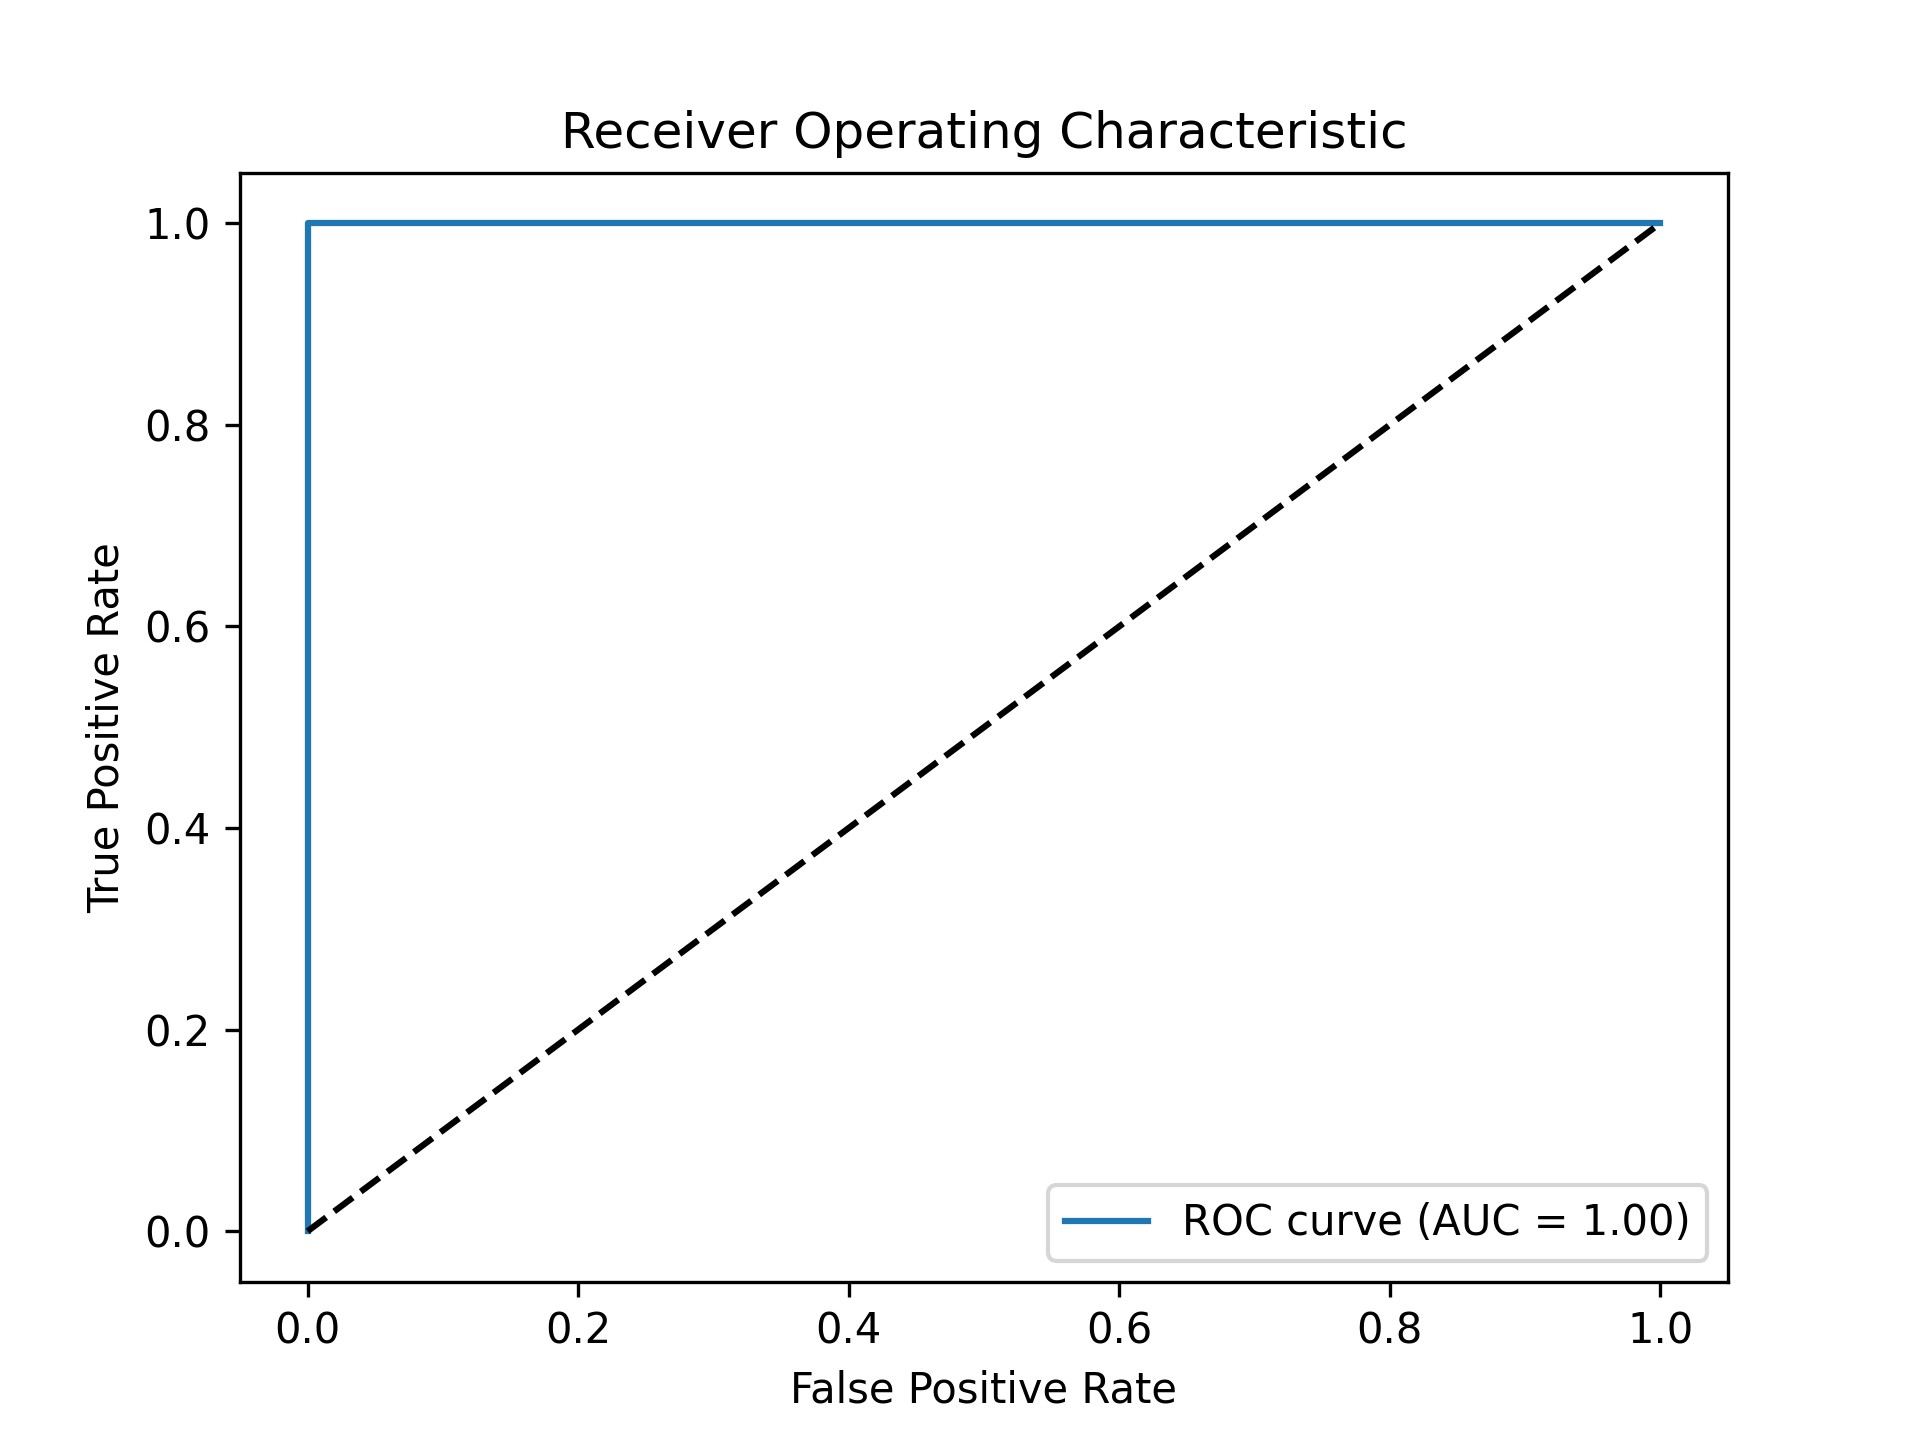 Receiver Operating Characteristic
True Positive Rate
1.0
0.8
0.6
0.4
0.2
0.0
ROC curve (AUC = 1.00)
0.0 0.2 0.4 0.6 0.8 1.0
False Positive Rate